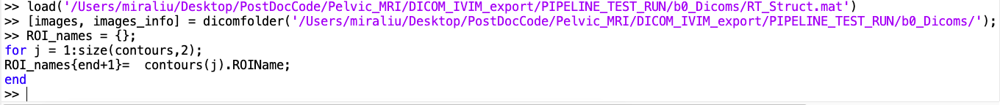 >> load('/Users/miraliu/Desktop/PostDocCode/Pelvic_MRI/DICOM_IVIM_export/PIPELINE_TEST_RUN/b0_Dicoms/RT_Struct.mat')
>> [images, images_info] = dicomfolder('/Users/miraliu/Desktop/PostDocCode/Pelvic_MRI/DICOM_IVIM_export/PIPELINE_TEST_RUN/b0_Dicoms/');
>> ROI_names = {};
for j = 1:size(contours,2);
ROI_names{end+1}=  contours(j).ROIName;
end
>>